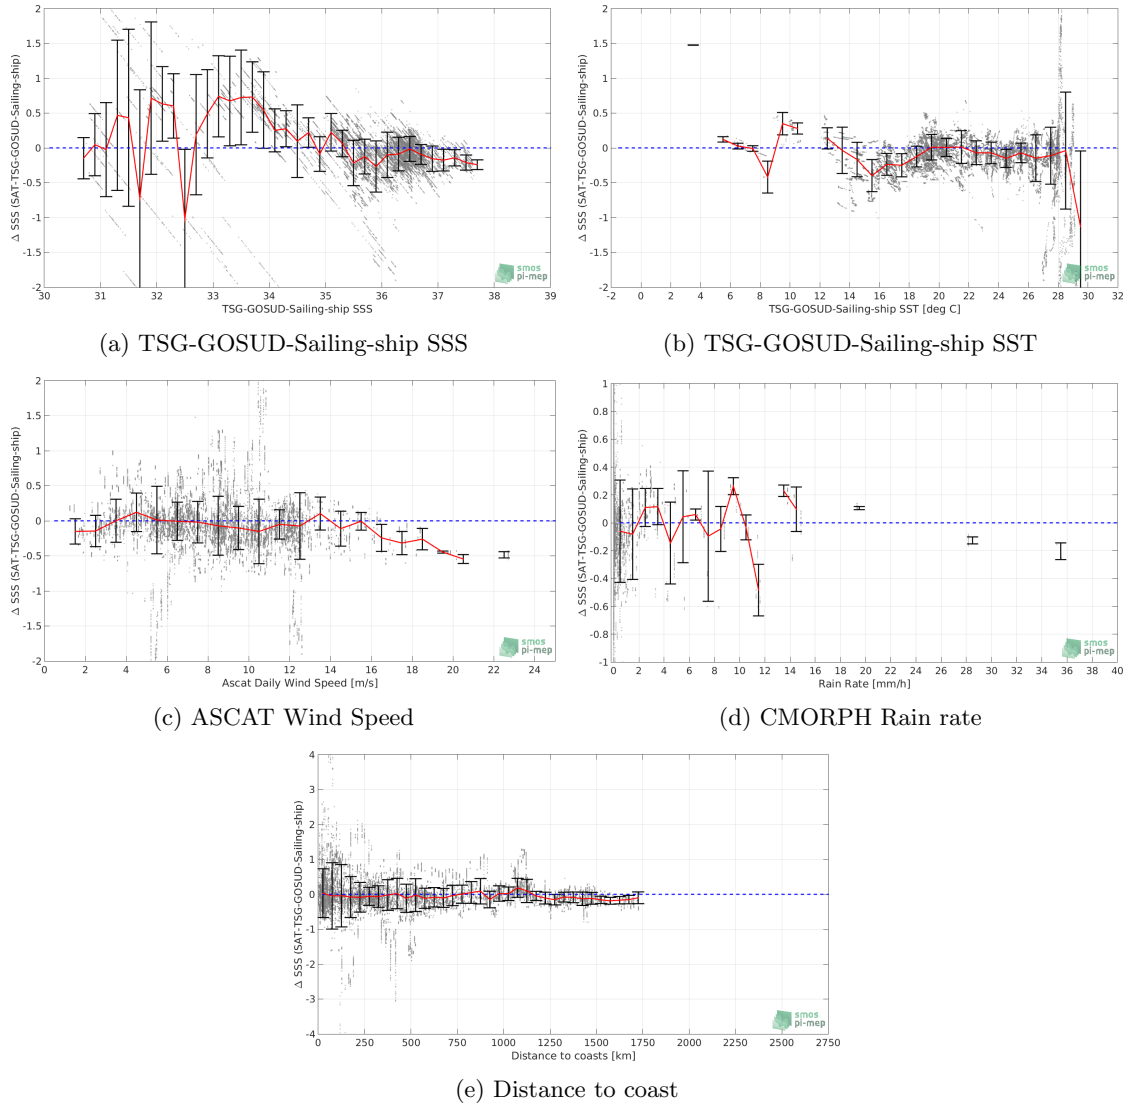 2
1.5
1
0.5
0
-0.5
-1
-1.5
-2
Δ SSS (SAT-TSG-GOSUD-Sailing-ship)
30 31 32 33 34 35 36 37 38 39
TSG-GOSUD-Sailing-ship SSS
smos
pi-mep
(a) TSG-GOSUD-Sailing-ship SSS
2
1.5
1
0.5
0
-0.5
-1
-1.5
-2
Δ SSS (SAT-TSG-GOSUD-Sailing-ship)
-2 0 2 4 6 8 10 12 14 16 18 20 22 24 26 28 30 32
TSG-GOSUD-Sailing-ship SST [deg C]
smos
pi-mep
(b) TSG-GOSUD-Sailing-ship SST
2
1.5
1
0.5
0
-0.5
-1
-1.5
-2
Δ SSS (SAT-TSG-GOSUD-Sailing-ship)
0 2 4 6 8 10 12 14 16 18 20 22 24
Ascat Daily Wind Speed [m/s]
smos
pi-mep
(c) ASCAT Wind Speed
1
0.8
0.6
0.4
0.2
0
-0.2
-0.4
-0.6
-0.8
-1
Δ SSS (SAT-TSG-GOSUD-Sailing-ship)
0 2 4 6 8 10 12 14 16 18 20 22 24 26 28 30 32 34 36 38 40
Rain Rate [mm/h]
smos
pi-mep
(d) CMORPH Rain rate
4
3
2
1
0
-1
-2
-3
-4
Δ SSS (SAT-TSG-GOSUD-Sailing-ship)
0 250 500 750 1000 1250 1500 1750 2000 2250 2500 2750
Distance to coasts [km]
smos
pi-mep
(e) Distance to coast